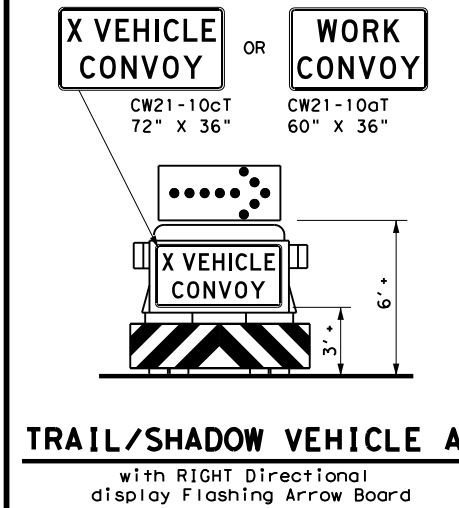 X VEHICLE
CONVOY
OR
WORK
CONVOY
CW21-10cT
72" X 36"
CW21-10aT
60" X 36"
X VEHICLE
CONVOY
6' +
3' +
TRAIL/SHADOW VEHICLE A
with RIGHT Directional
display Flashing Arrow Board